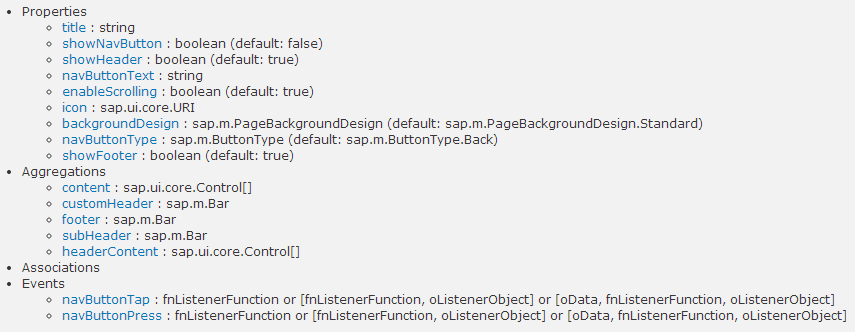 Properties
title : string
showNavButton : boolean (default: false)
showHeader : boolean (default: true)
navButtonText : string
enableScrolling : boolean (default: true)
icon : sap.ui.core.URI
backgroundDesign : sap.m.PageBackgroundDesign (default: sap.m.PageBackgroundDesign.Standard)
navButtonType : sap.m.ButtonType (default: sap.m.ButtonType.Back)
showFooter : boolean (default: true)
Aggregations
content : sap.ui.core.Control[]
customHeader : sap.m.Bar
footer : sap.m.Bar
subHeader : sap.m.Bar
headerContent : sap.ui.core.Control[]
Associations
Events
navButtonTap : fnListenerFunction or [fnListenerFunction, oListenerObject] or [oData, fnListenerFunction, oListenerObject]
navButtonPress : fnListenerFunction or [fnListenerFunction, oListenerObject] or [oData, fnListenerFunction, oListenerObject]